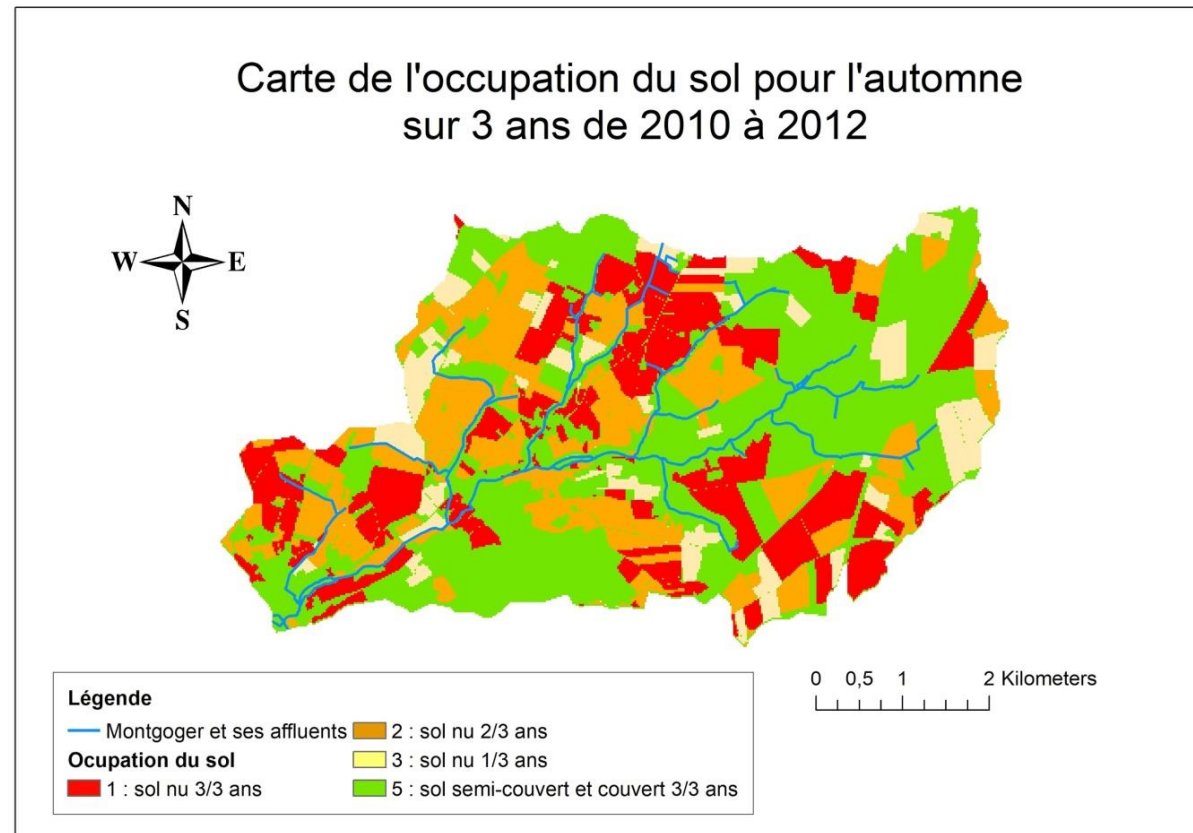 Carte de l'occupation du sol pour l'automne
sur 3 ans de 2010 à 2012
N
W E
S
0 0,5 1 2 Kilometers
Légende
Montgoger et ses affluents
Ocupation du sol
1 : sol nu 3/3 ans
2 : sol nu 2/3 ans
3 : sol nu 1/3 ans
5 : sol semi-couvert et couvert 3/3 ans